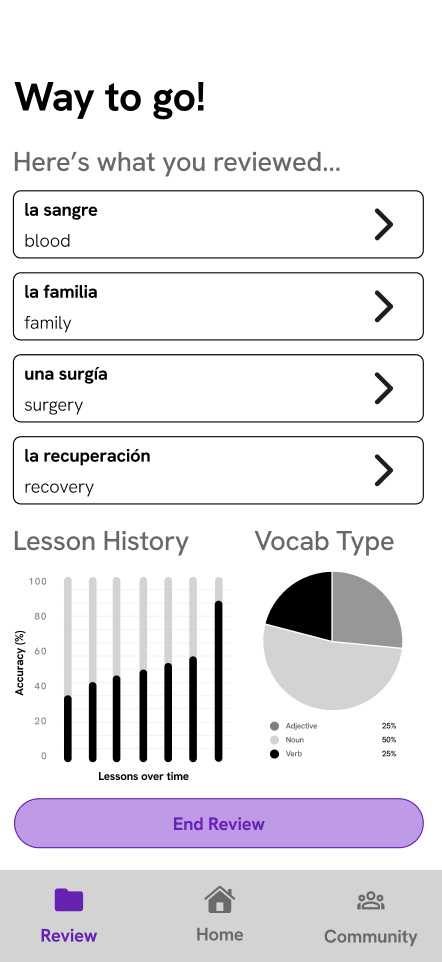 Way to go!
Here's what you reviewed...
la sangre
blood
la familia
family
una surgía
surgery
la recuperación
recovery
Lesson History
Vocab Type
100
80
60
40
20
0
Accuracy (%)
Lessons over time
Adjective 25%
Noun 50%
Verb 25%
End Review
Review
Home
Community